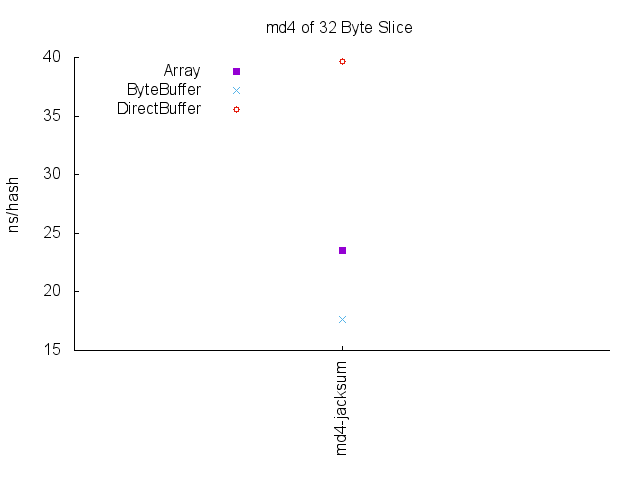 md4 of 32 Byte Slice
40
35
30
25
20
15
ns/hash
Array
ByteBuffer
DirectBuffer
md4-jacksum